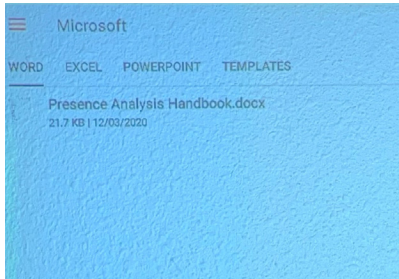 Microsoft
WORD EXCEL POWERPOINT TEMPLATES
Presence Analysis Handbook.docx
21.7 KB | 12/03/2020